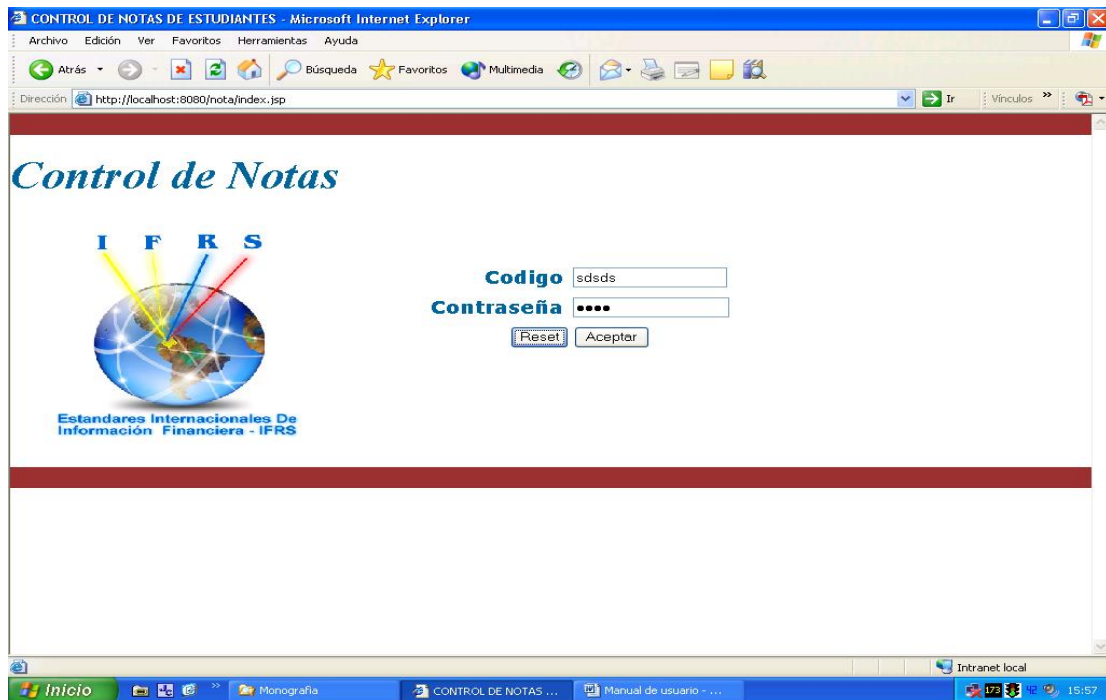 CONTROL DE NOTAS DE ESTUDIANTES - Microsoft Internet Explorer
Archivo Edición Ver Favoritos Herramientas Ayuda
Atrás Búsqueda Favoritos Multimedia
Dirección http://localhost:8080/nota/index.jsp Ir Vínculos »
Control de Notas
I F R S
Codigo sdsds
Contraseña ••••
Reset Aceptar
Estandares Internacionales De
Información Financiera - IFRS
Intranet local
Inicio » Monografia CONTROL DE NOTAS ... Manual de usuario - ... 173 42 15:57